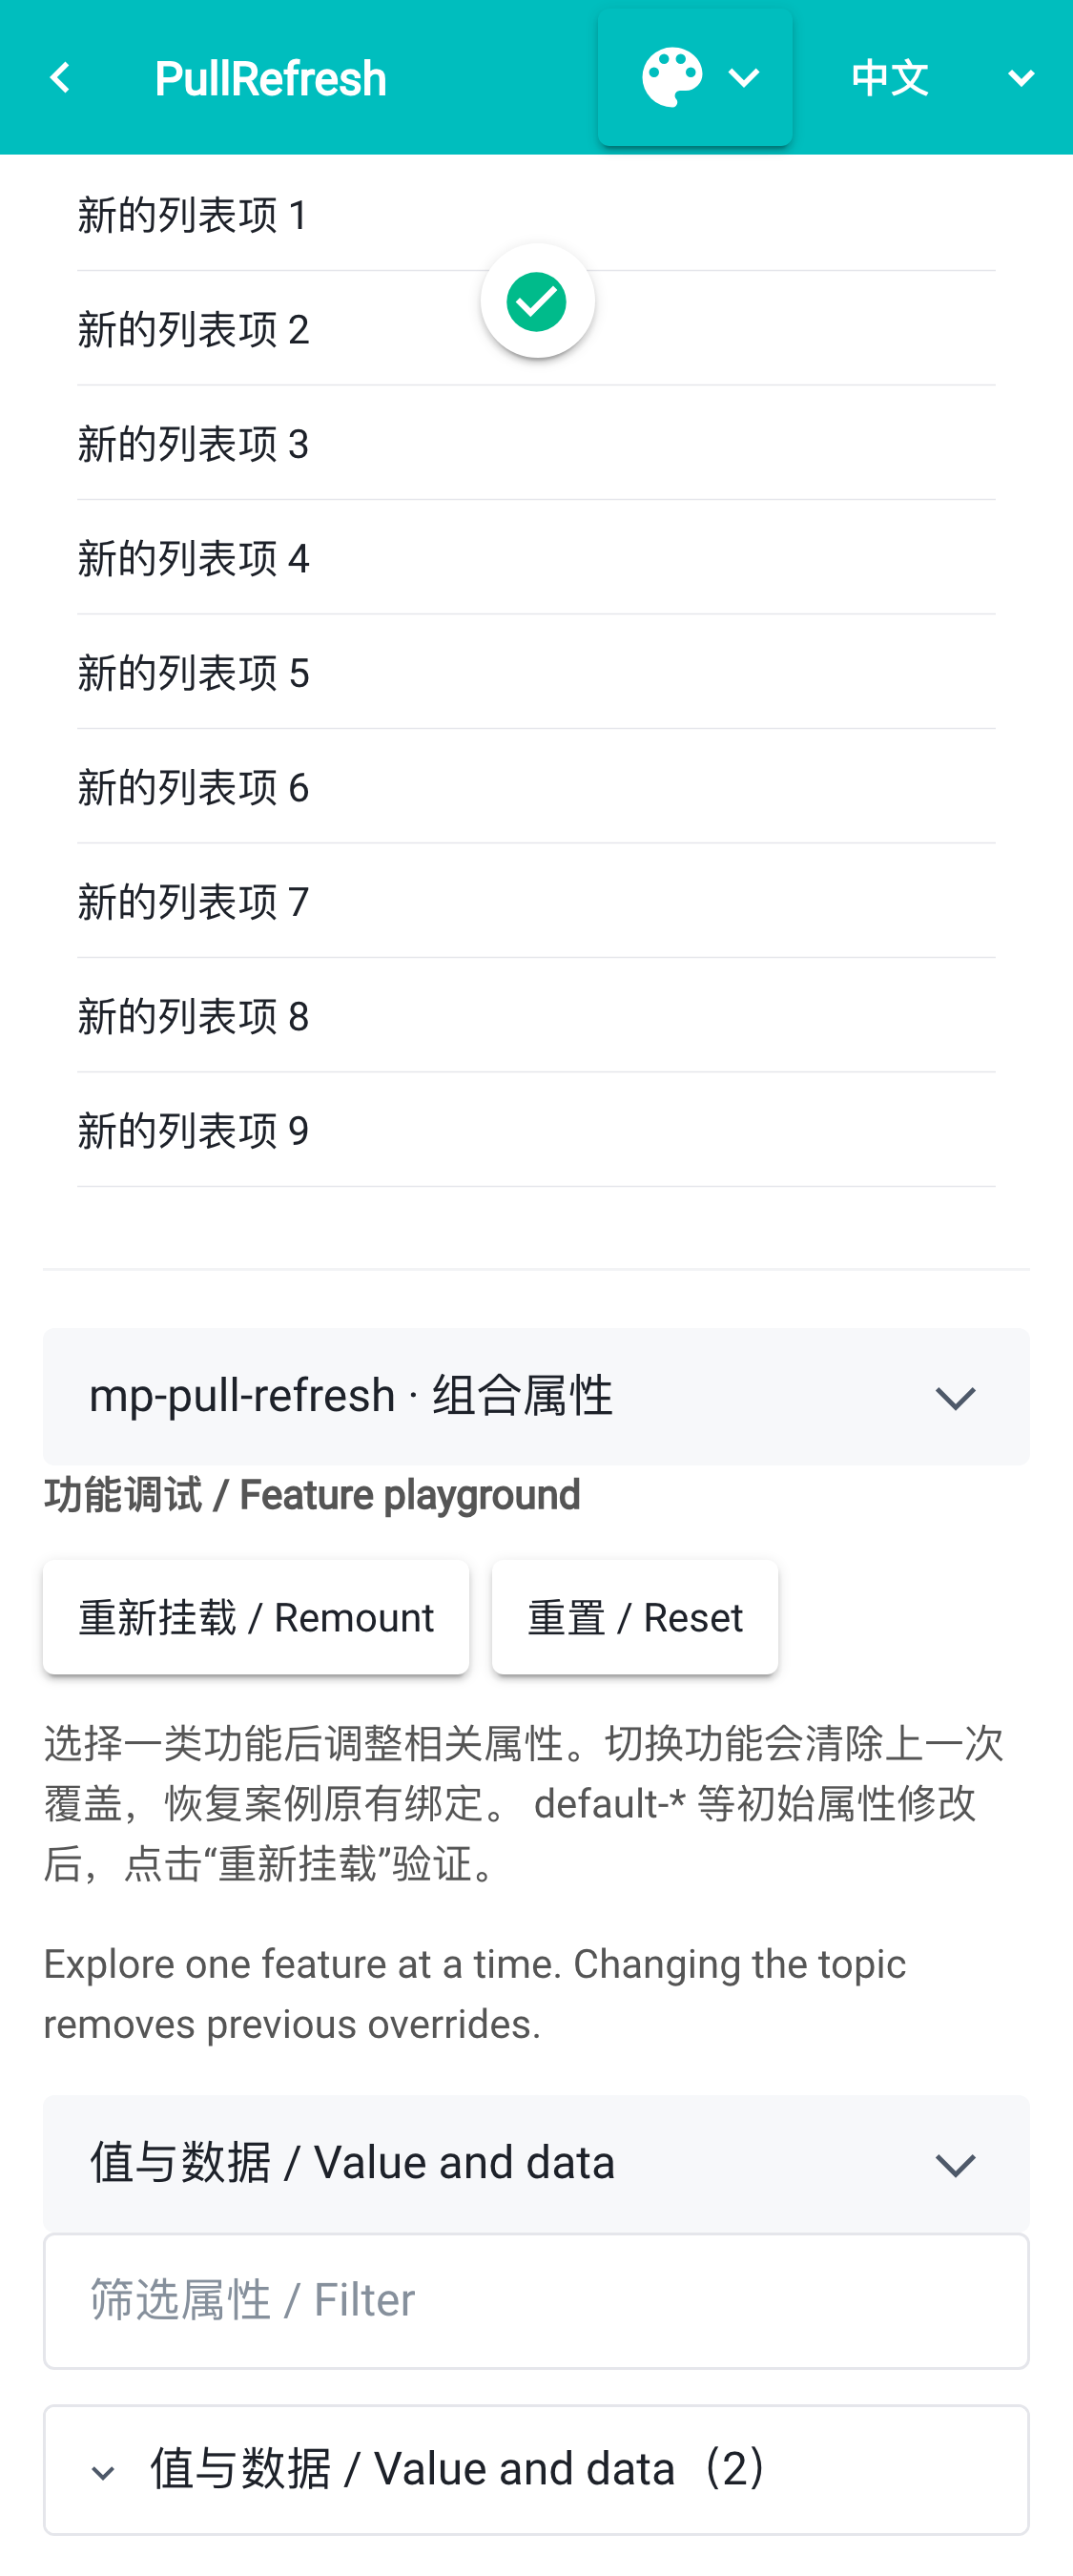 PullRefresh
中文
新的列表项 1
新的列表项 2
新的列表项 3
新的列表项 4
新的列表项 5
新的列表项 6
新的列表项 7
新的列表项 8
新的列表项 9
mp-pull-refresh · 组合属性
功能调试 / Feature playground
重新挂载 / Remount
重置 / Reset
选择一类功能后调整相关属性。切换功能会清除上一次
覆盖，恢复案例原有绑定。 default-* 等初始属性修改
后，点击“重新挂载”验证。
Explore one feature at a time. Changing the topic
removes previous overrides.
值与数据 / Value and data
筛选属性 / Filter
值与数据 / Value and data（2）